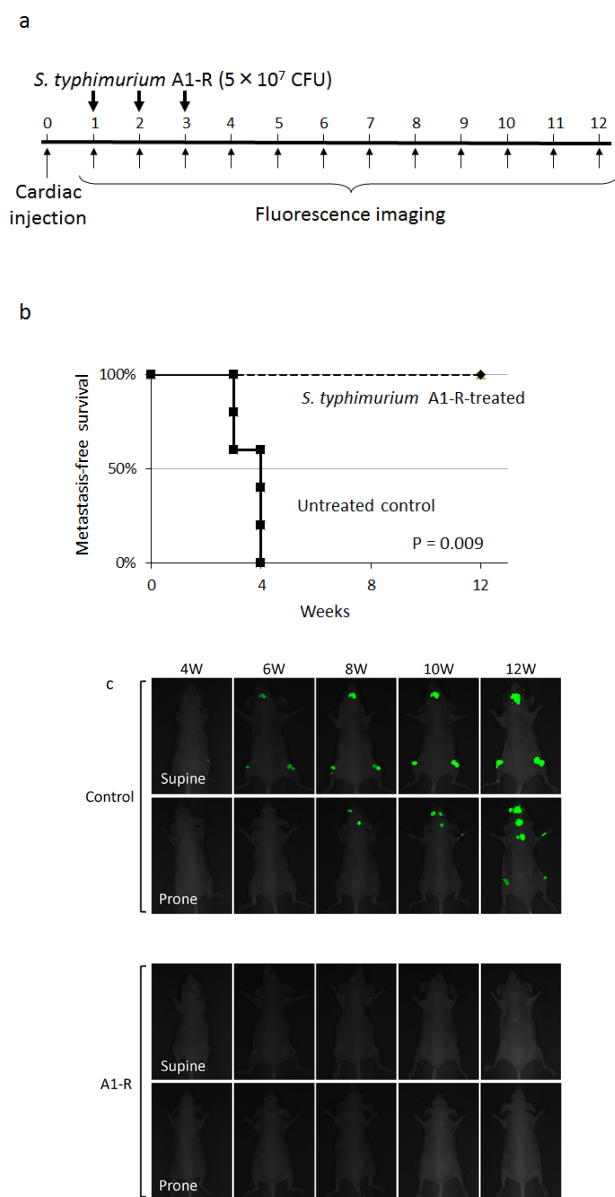 a
S. typhimurium A1-R (5 × 10⁷ CFU)
0 1 2 3 4 5 6 7 8 9 10 11 12
Cardiac
injection
Fluorescence imaging
b
Metastasis-free survival
100%
50%
0%
S. typhimurium A1-R-treated
Untreated control
P = 0.009
0 4 8 12
Weeks
c
4W 6W 8W 10W 12W
Control
Supine
Prone
A1-R
Supine
Prone